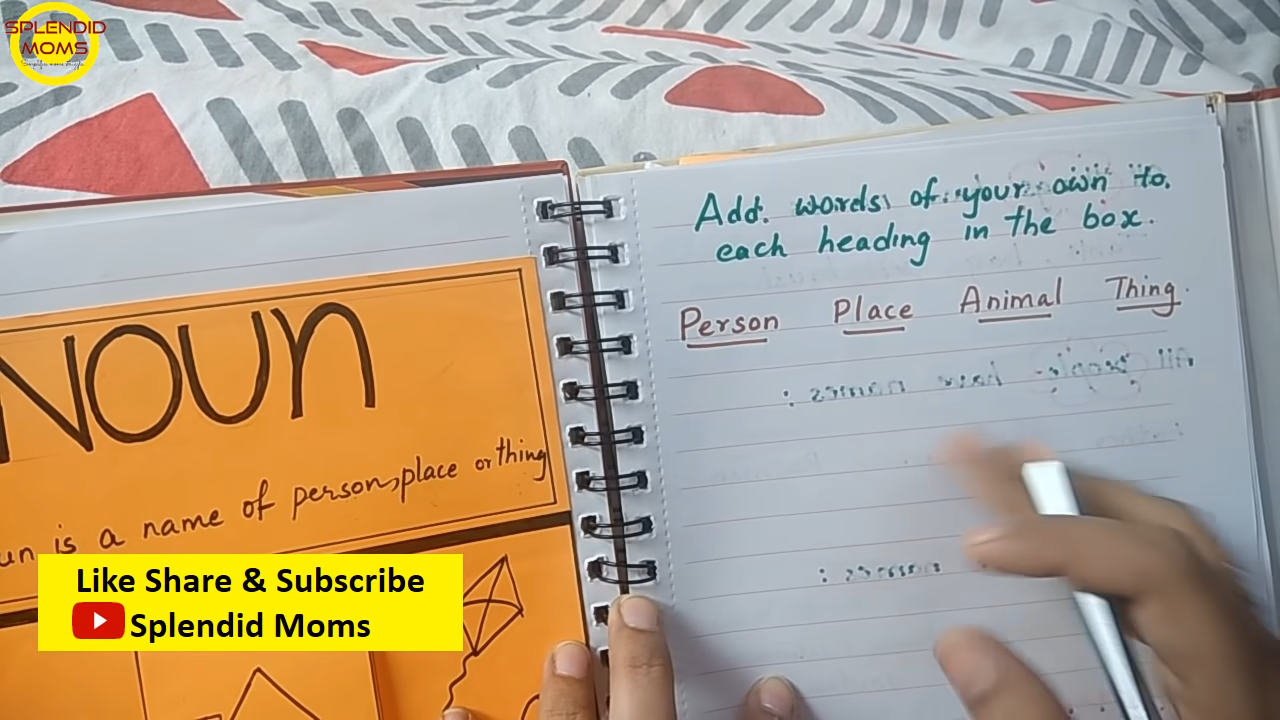 SPLENDID
MOMS
NOUN
un is a name of person, place or thing
Add. words of your own to.
each heading in the box.
Person Place Animal Thing.
Like Share & Subscribe
Splendid Moms